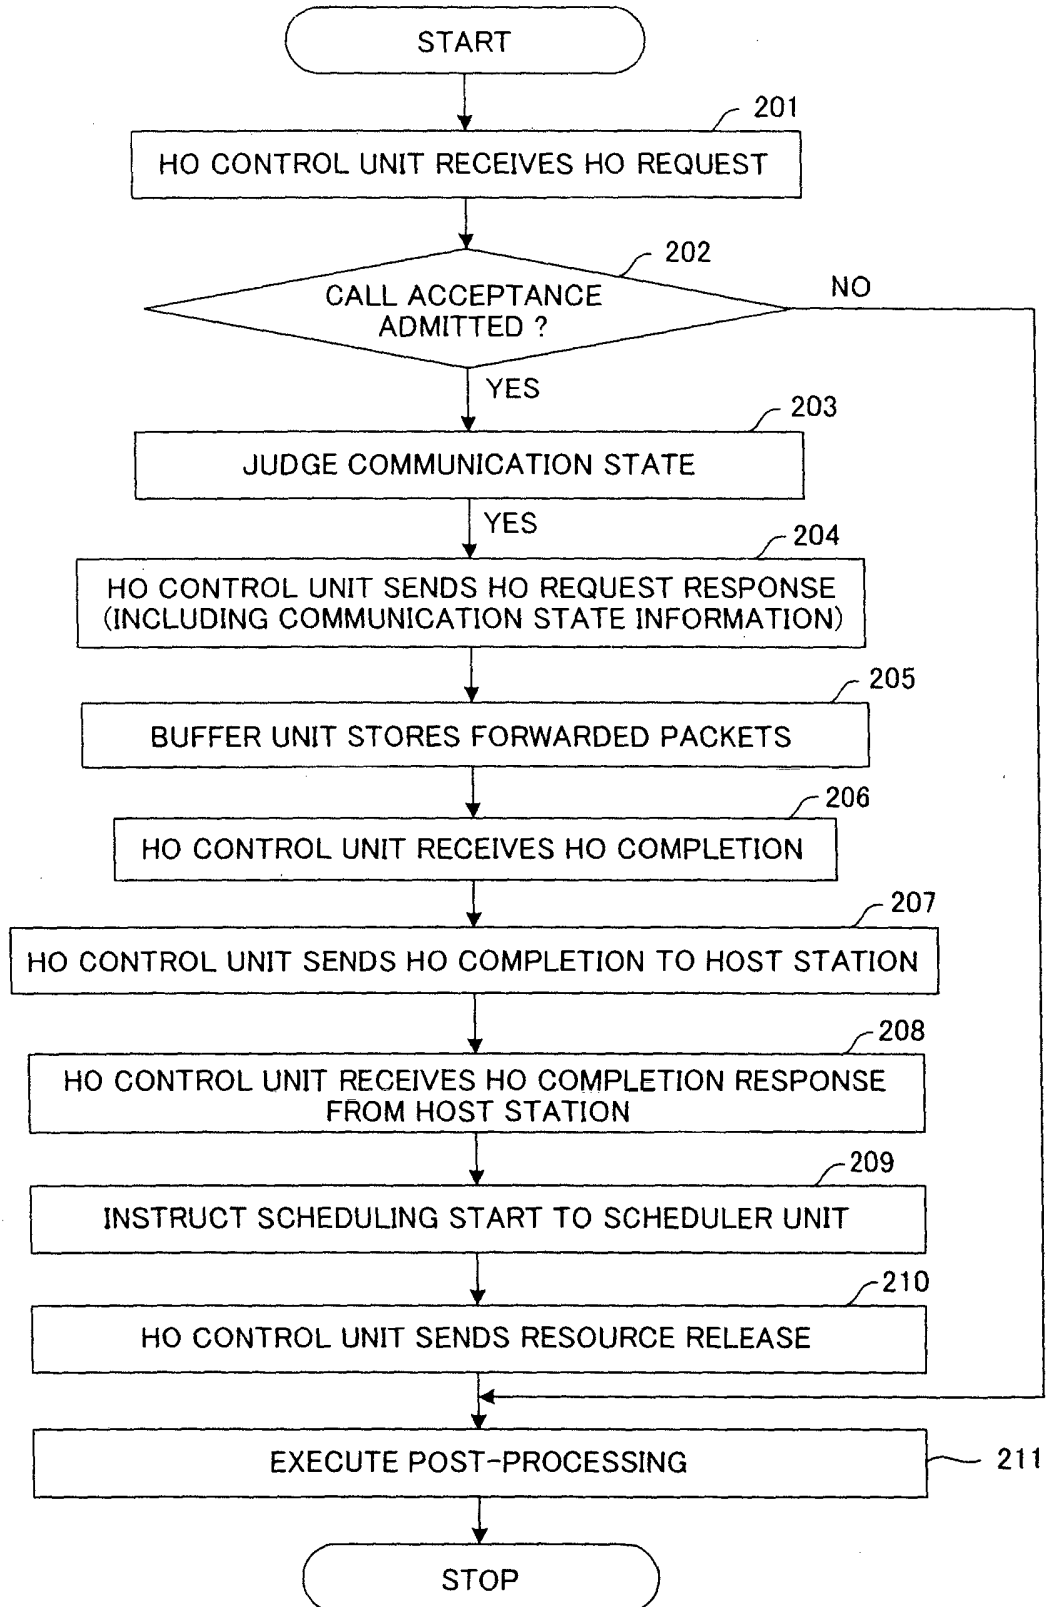 START
201
HO CONTROL UNIT RECEIVES HO REQUEST
202
CALL ACCEPTANCE
ADMITTED ?
NO
YES
203
JUDGE COMMUNICATION STATE
YES
204
HO CONTROL UNIT SENDS HO REQUEST RESPONSE
(INCLUDING COMMUNICATION STATE INFORMATION)
205
BUFFER UNIT STORES FORWARDED PACKETS
206
HO CONTROL UNIT RECEIVES HO COMPLETION
207
HO CONTROL UNIT SENDS HO COMPLETION TO HOST STATION
208
HO CONTROL UNIT RECEIVES HO COMPLETION RESPONSE
FROM HOST STATION
209
INSTRUCT SCHEDULING START TO SCHEDULER UNIT
210
HO CONTROL UNIT SENDS RESOURCE RELEASE
EXECUTE POST-PROCESSING
211
STOP